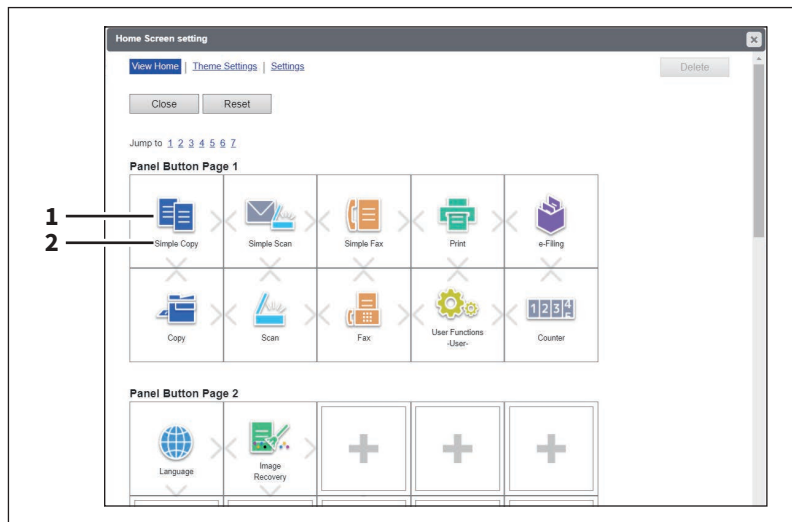 Home Screen setting
View Home | Theme Settings | Settings
Delete
Close Reset
Jump to 1 2 3 4 5 6 7
Panel Button Page 1
1
2
Simple Copy Simple Scan Simple Fax Print e-Filing
1234
Copy Scan Fax User Functions -User- Counter
Panel Button Page 2
Language Image Recovery